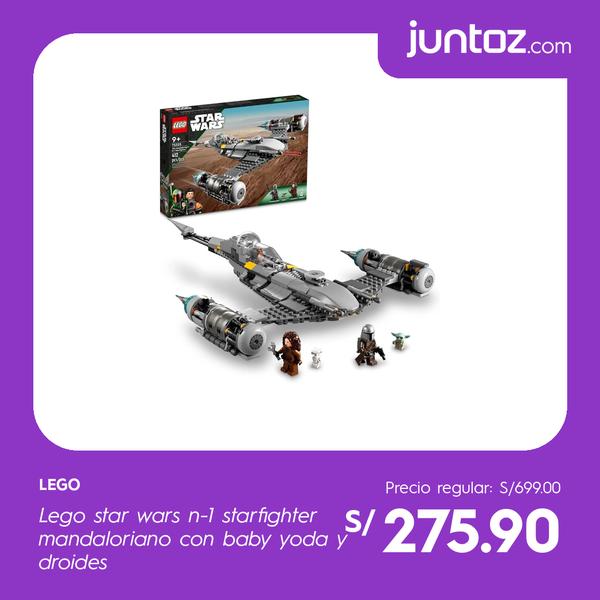 juntoz.com
LEGO
STAR
WARS
9+
LEGO
Precio regular: S/699.00
Lego star wars n-1 starfighter
mandaloriano con baby yoda y
droides
S/ 275.90